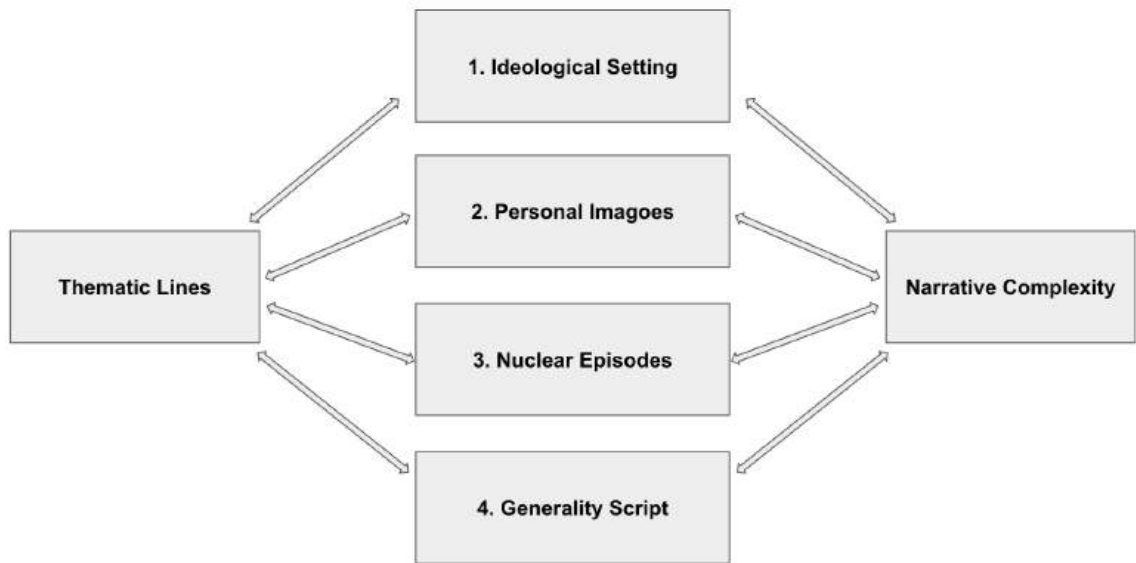 1. Ideological Setting
2. Personal Imagoes
Thematic Lines
Narrative Complexity
3. Nuclear Episodes
4. Generality Script